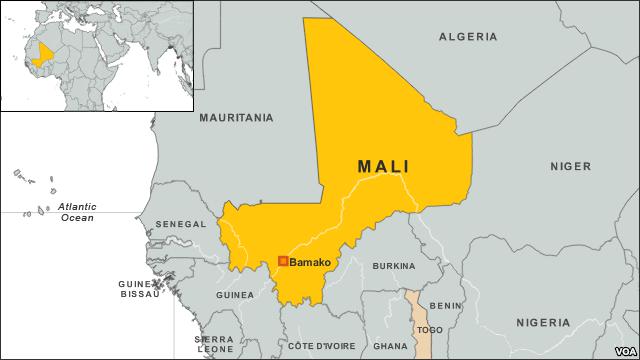 ALGERIA
MAURITANIA
MALI
NIGER
Atlantic
Ocean
SENEGAL
Bamako
BURKINA
GUINEA
BISSAU
GUINEA
BENIN
NIGERIA
TOGO
SIERRA
LEONE
CÔTE D'IVOIRE
GHANA
VOA